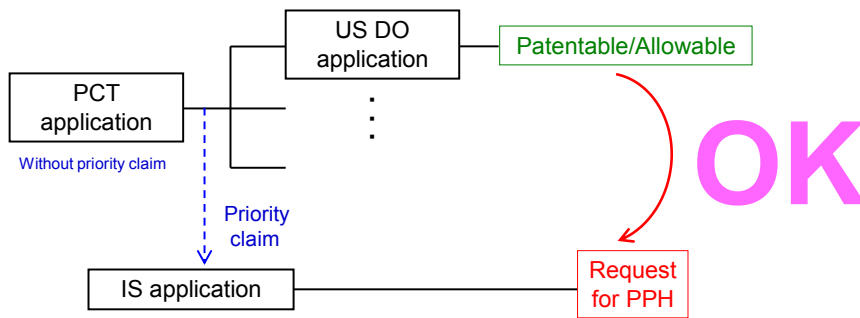 US DO
application
Patentable/Allowable
PCT
application
Without priority claim
OK
Priority
claim
IS application
Request
for PPH